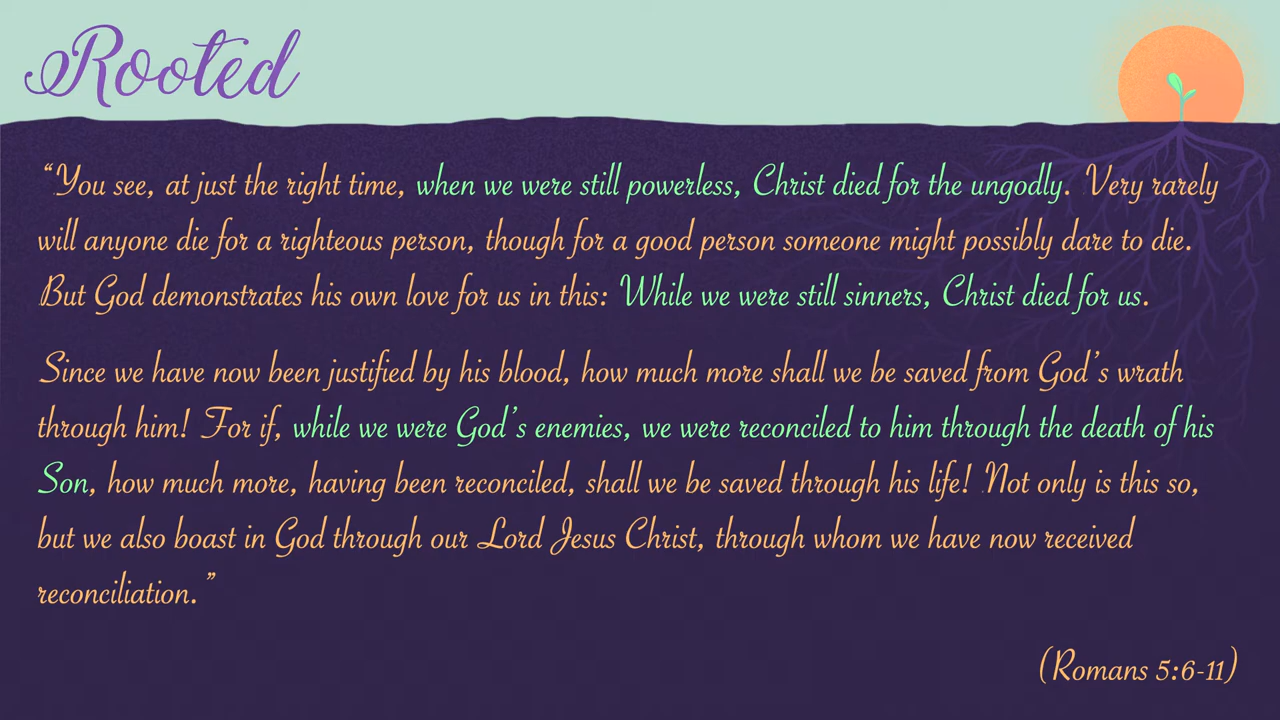 Rooted
“You see, at just the right time, when we were still powerless, Christ died for the ungodly. Very rarely
will anyone die for a righteous person, though for a good person someone might possibly dare to die.
But God demonstrates his own love for us in this: While we were still sinners, Christ died for us.
Since we have now been justified by his blood, how much more shall we be saved from God’s wrath
through him! For if, while we were God’s enemies, we were reconciled to him through the death of his
Son, how much more, having been reconciled, shall we be saved through his life! Not only is this so,
but we also boast in God through our Lord Jesus Christ, through whom we have now received
reconciliation.”
(Romans 5:6-11)